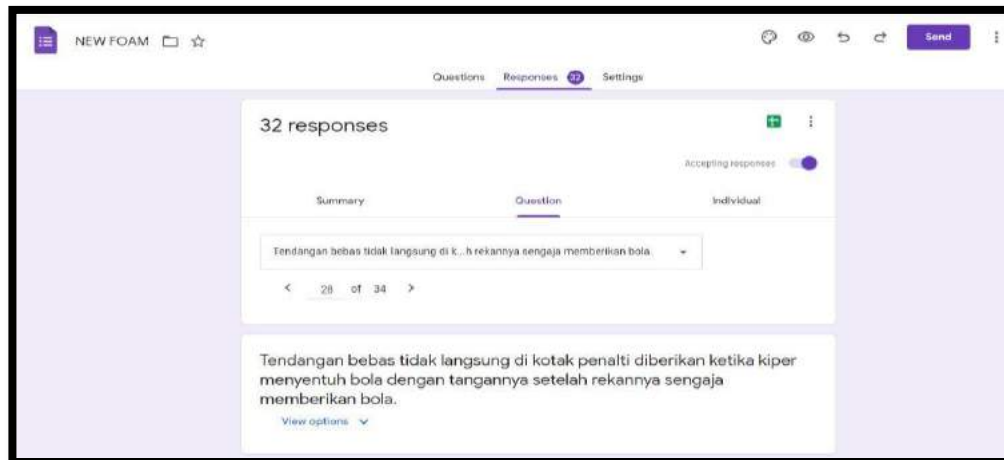 NEW FOAM
Send
Questions Responses 32 Settings
32 responses
Accepting responses
Summary Question Individual
Tendangan bebas tidak langsung di k...h rekannya sengaja memberikan bola.
28 of 34
Tendangan bebas tidak langsung di kotak penalti diberikan ketika kiper
menyentuh bola dengan tangannya setelah rekannya sengaja
memberikan bola.
View options